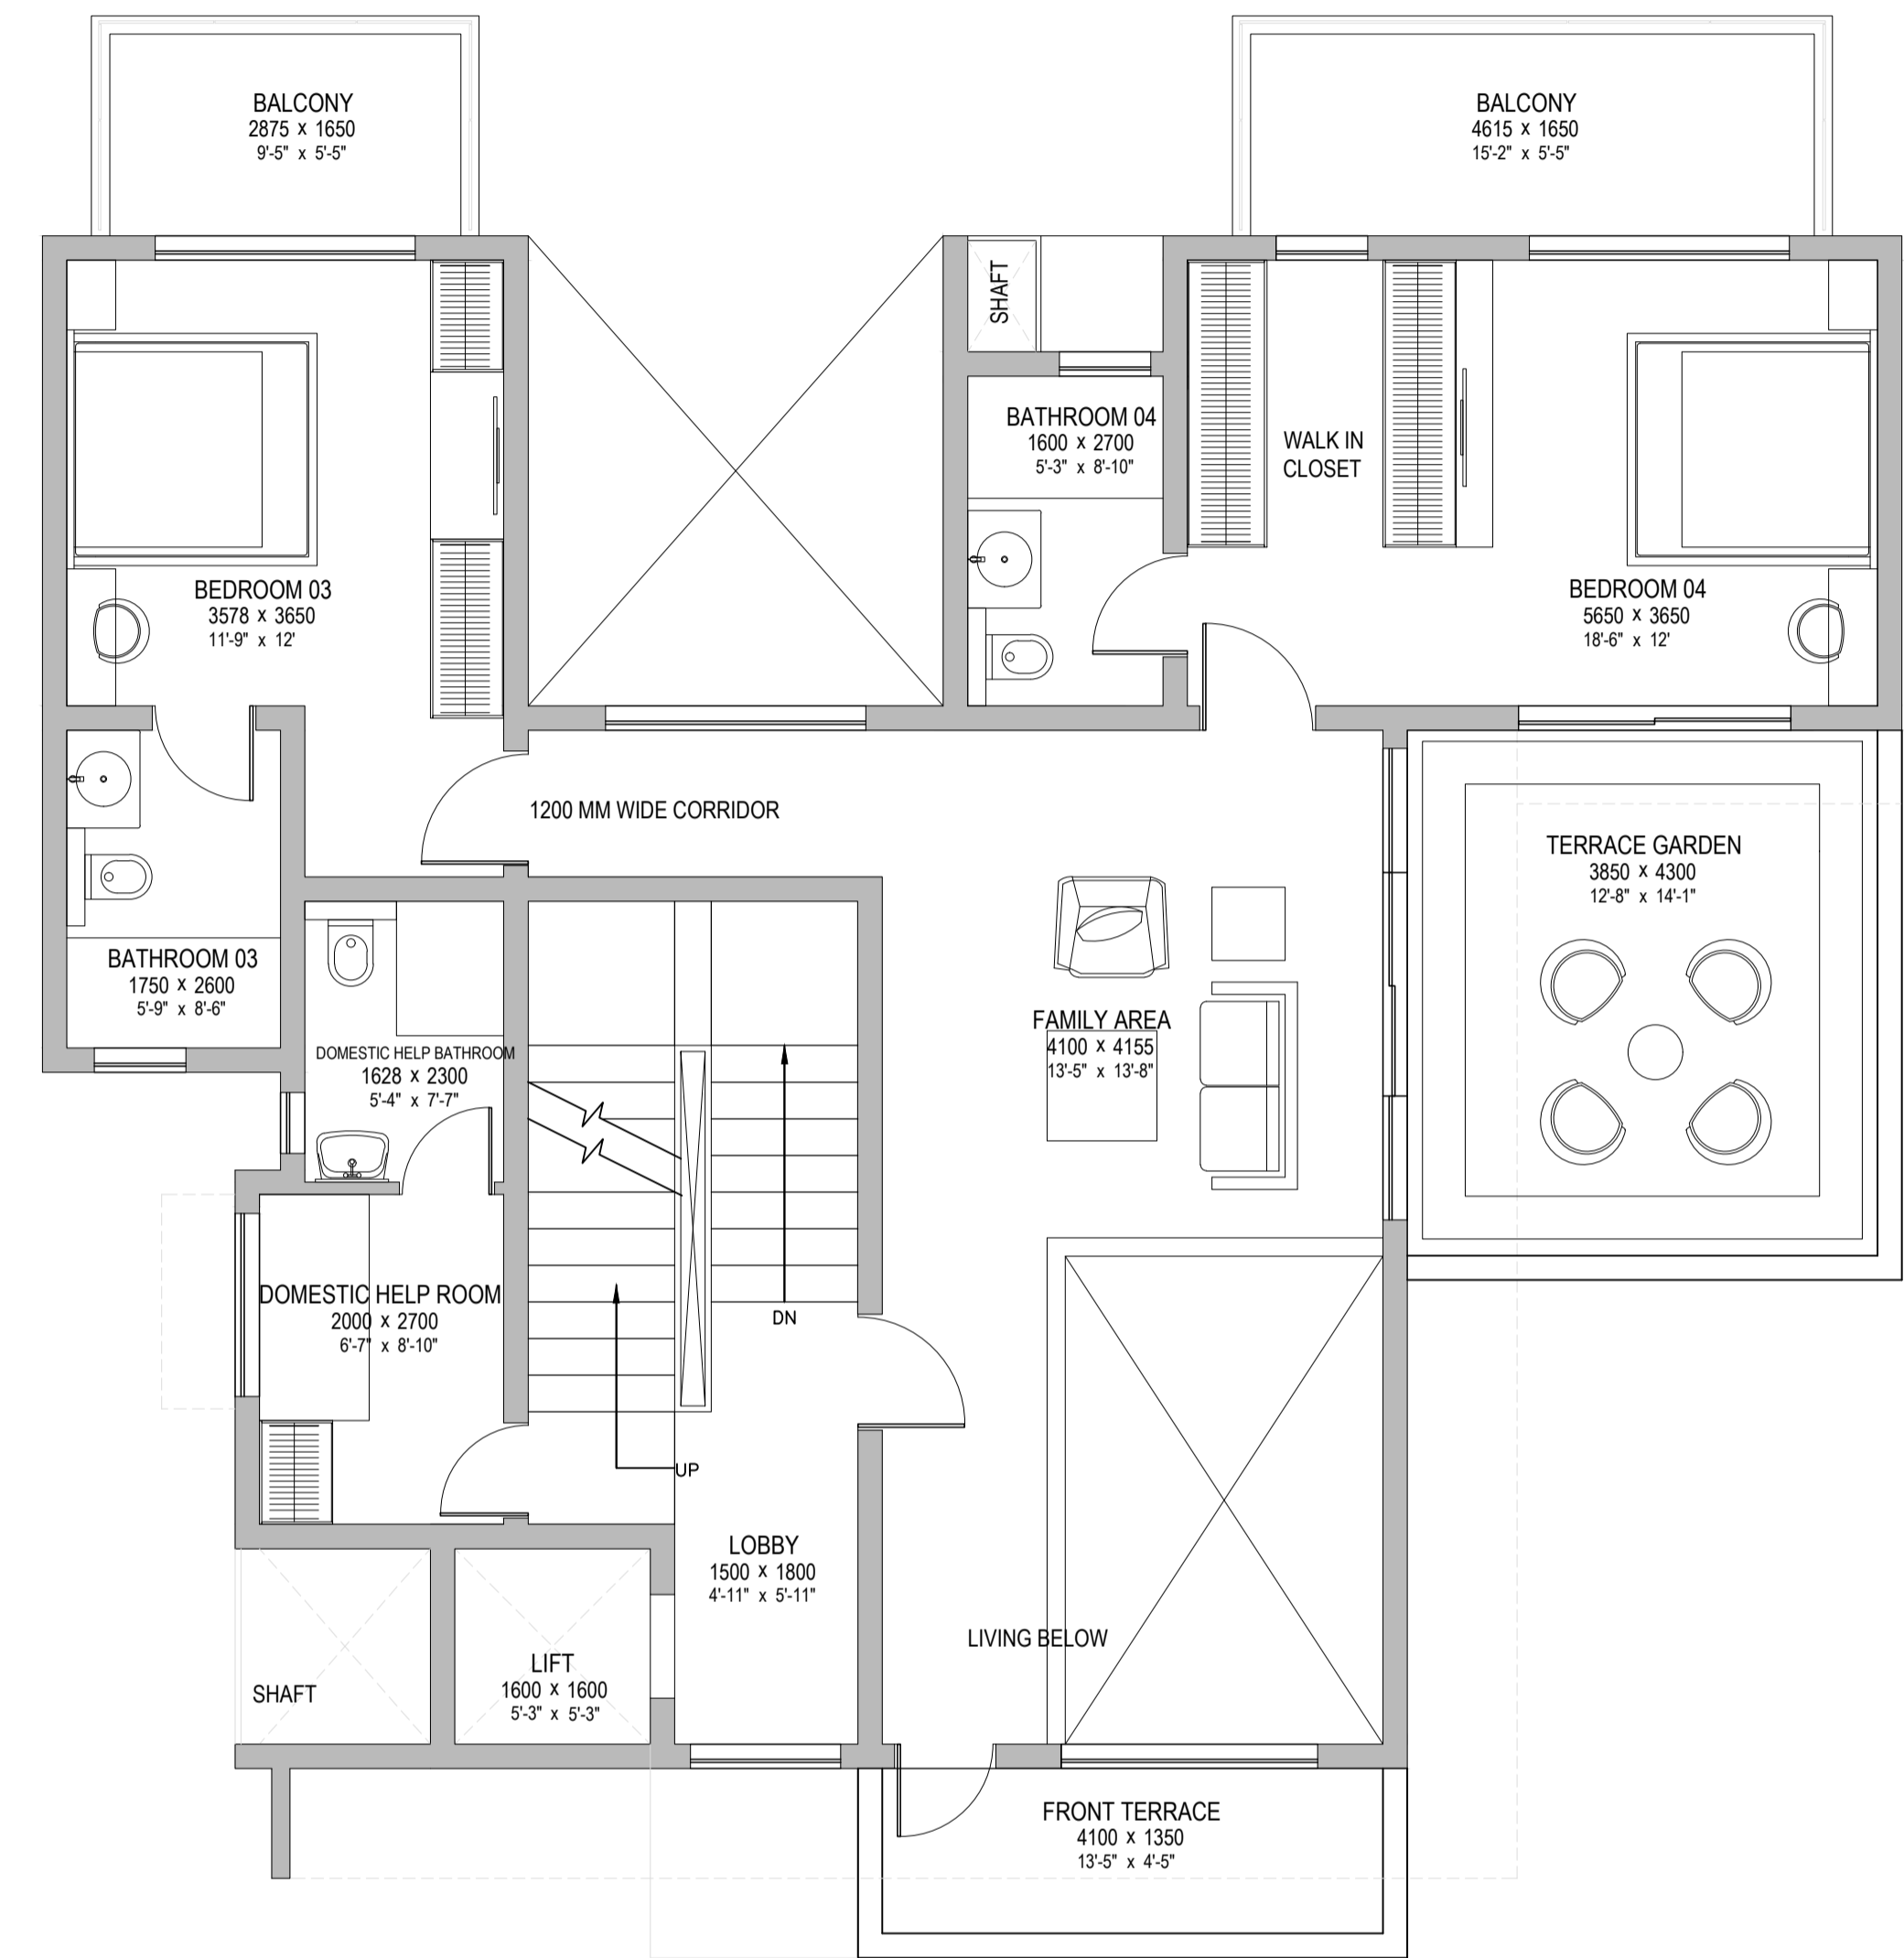 BALCONY
2875 x 1650
9'-5" x 5'-5"
BALCONY
4615 x 1650
15'-2" x 5'-5"
SHAFT
BATHROOM 04
1600 x 2700
5'-3" x 8'-10"
WALK IN
CLOSET
BEDROOM 03
3578 x 3650
11'-9" x 12'
BEDROOM 04
5650 x 3650
18'-6" x 12'
1200 MM WIDE CORRIDOR
TERRACE GARDEN
3850 x 4300
12'-8" x 14'-1"
BATHROOM 03
1750 x 2600
5'-9" x 8'-6"
FAMILY AREA
4100 x 4155
13'-5" x 13'-8"
DOMESTIC HELP BATHROOM
1628 x 2300
5'-4" x 7'-7"
DOMESTIC HELP ROOM
2000 x 2700
6'-7" x 8'-10"
DN
UP
LOBBY
1500 x 1800
4'-11" x 5'-11"
LIVING BELOW
LIFT
1600 x 1600
5'-3" x 5'-3"
SHAFT
FRONT TERRACE
4100 x 1350
13'-5" x 4'-5"